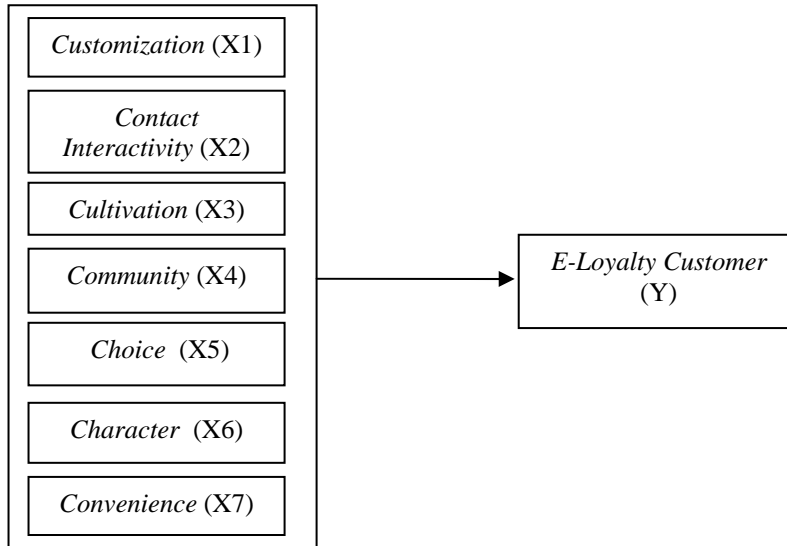 Customization (X1)
Contact
Interactivity (X2)
Cultivation (X3)
Community (X4)
Choice (X5)
Character (X6)
Convenience (X7)
E-Loyalty Customer
(Y)